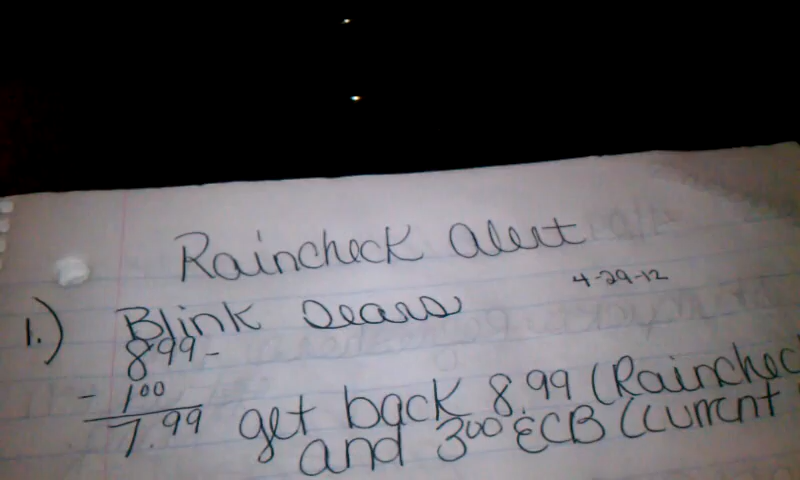 Raincheck Alert
4-29-12
1.) Blink Tears
8.99-
- 1.00
7.99 get back 8.99 (Rainchec
and 3.00 ECB (Current